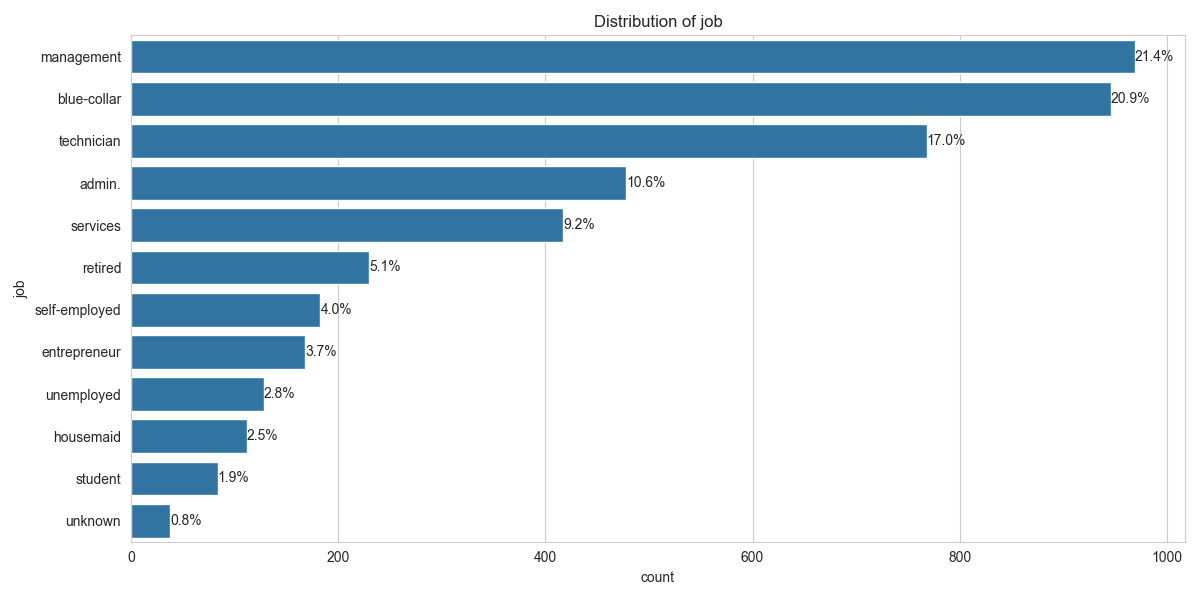 Distribution of job
management 21.4%
blue-collar 20.9%
technician 17.0%
admin. 10.6%
services 9.2%
retired 5.1%
self-employed 4.0%
entrepreneur 3.7%
unemployed 2.8%
housemaid 2.5%
student 1.9%
unknown 0.8%
job
0 200 400 600 800 1000
count